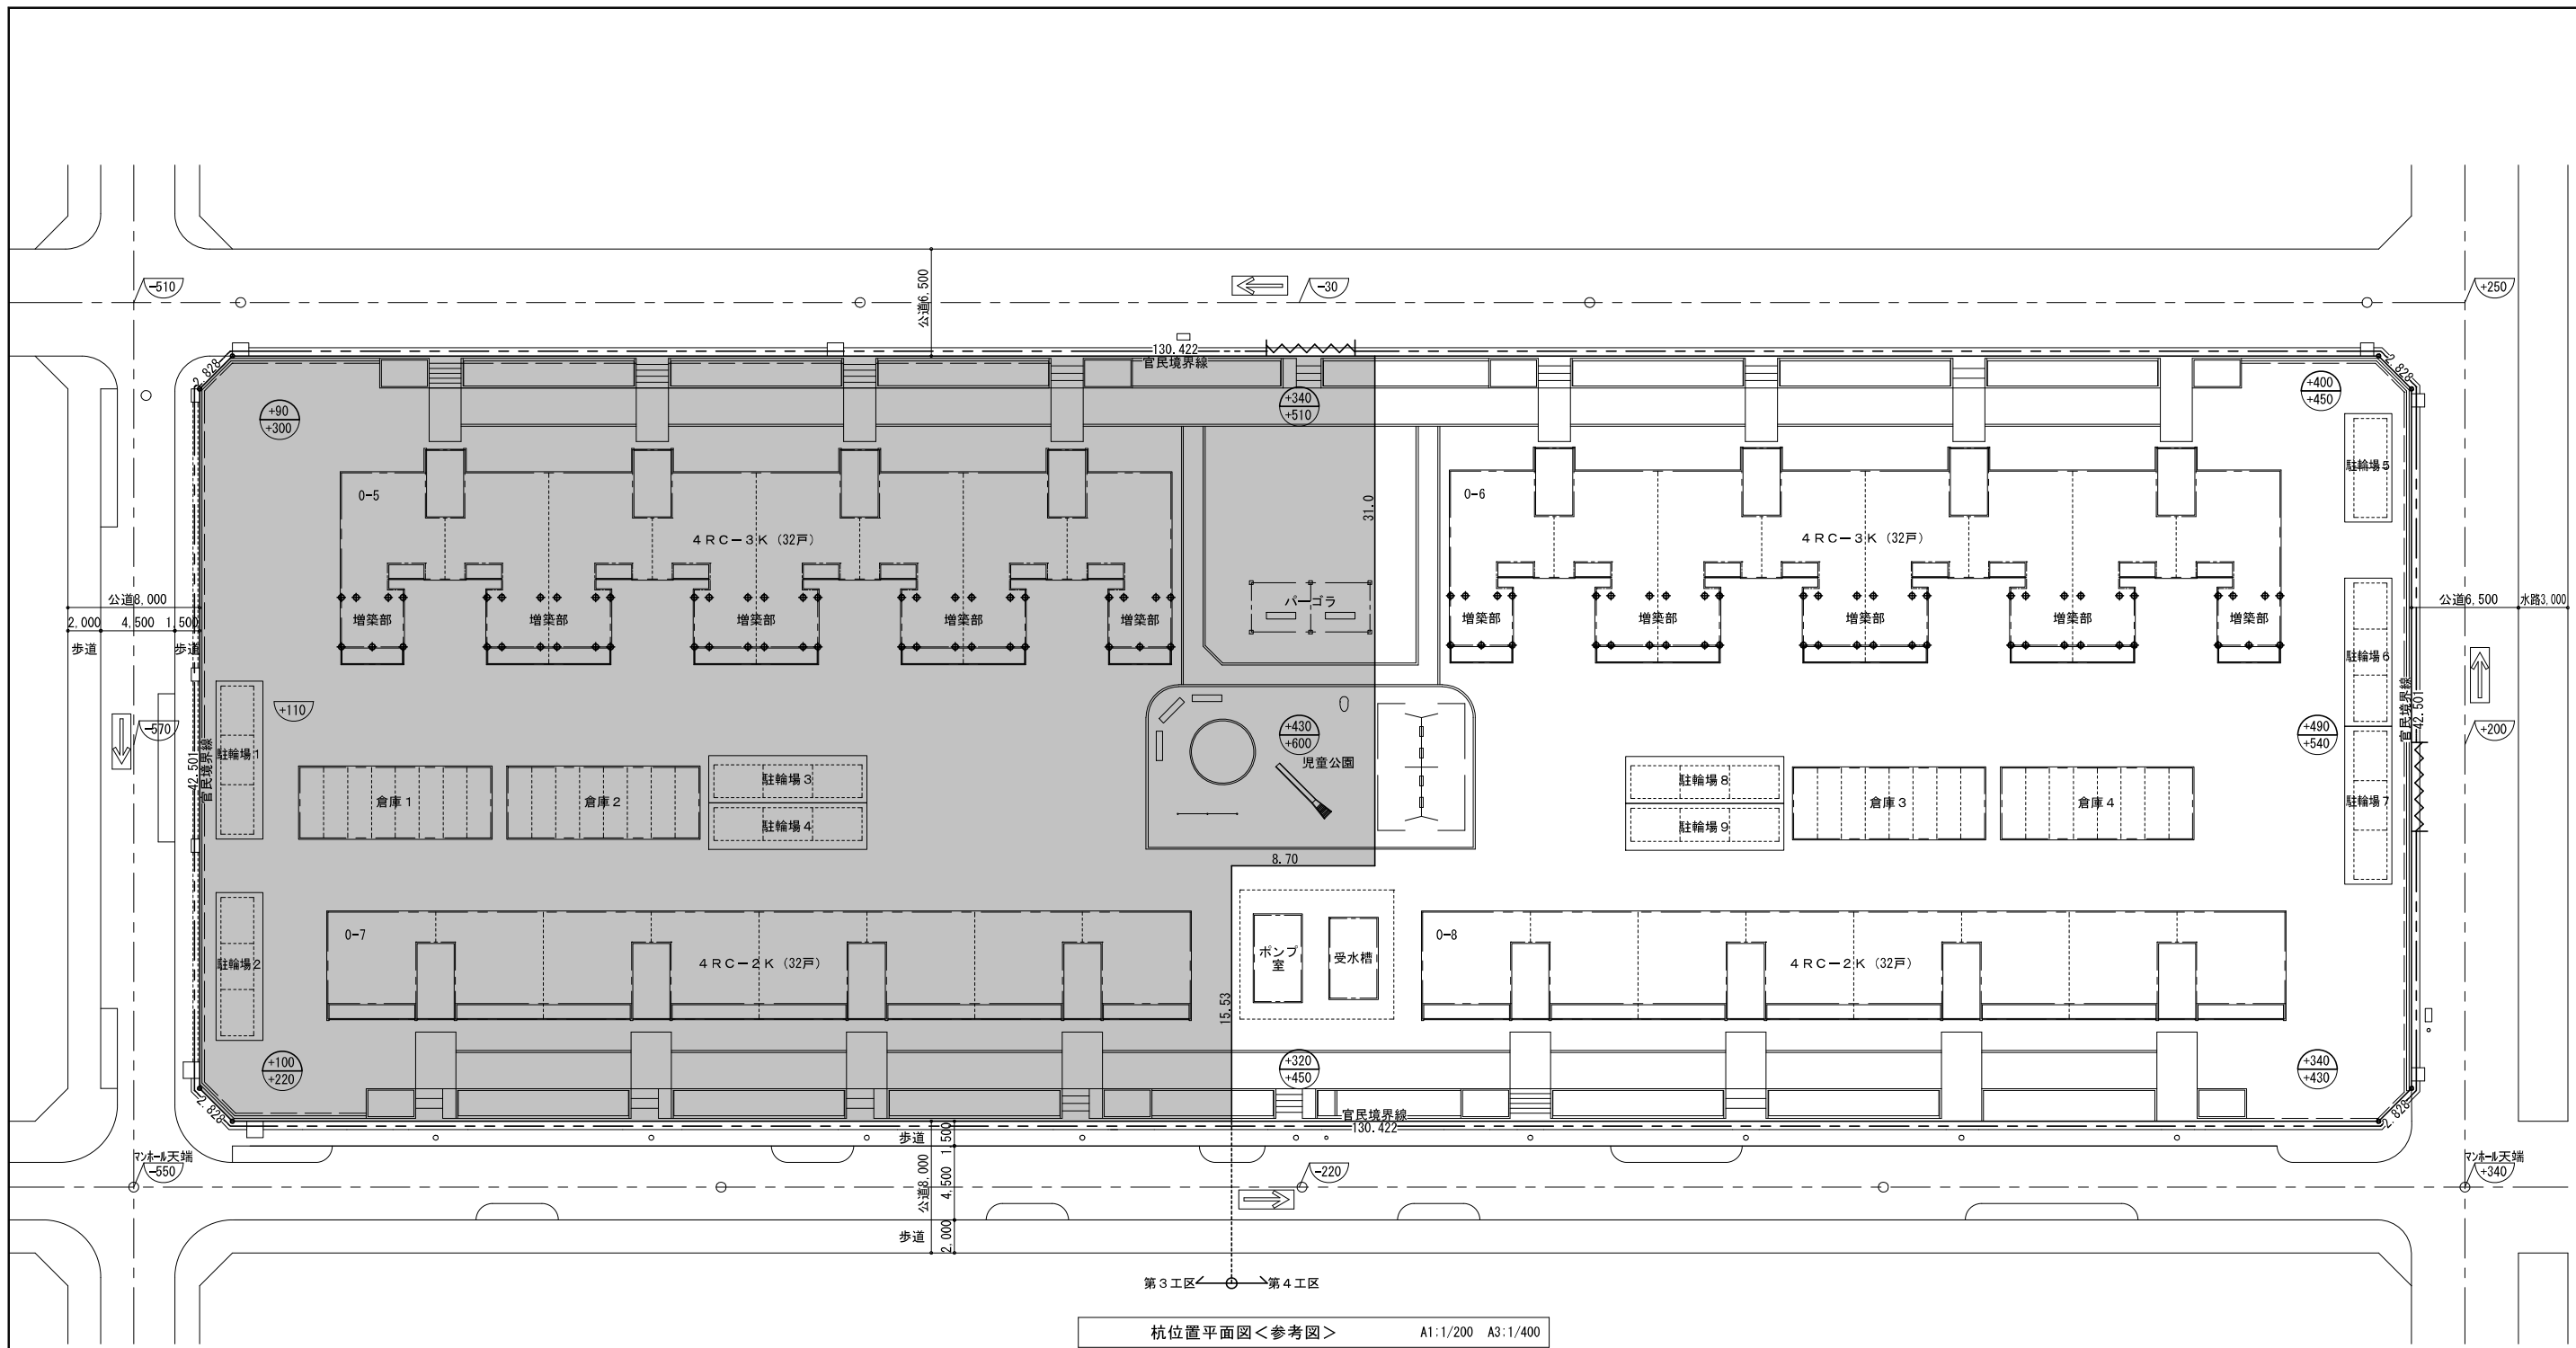 公道6,500
-510
-30
+250
130.422
官民境界線
2.828
2.828
+90
+300
+340
+510
+400
+450
駐輪場5
0-5
0-6
31.0
4RC-3K (32戸)
4RC-3K (32戸)
公道8,000
2,000
4,500
1,500
歩道
歩道
増築部
増築部
増築部
増築部
増築部
パーゴラ
増築部
増築部
増築部
増築部
増築部
公道6,500
水路3,000
駐輪場6
+110
-570
42.501
官民境界線
駐輪場1
倉庫1
倉庫2
駐輪場3
駐輪場4
+430
+600
児童公園
駐輪場8
駐輪場9
倉庫3
倉庫4
+490
+540
官民境界線
42.501
+200
駐輪場7
8.70
0-7
0-8
駐輪場2
4RC-2K (32戸)
ポンプ
室
受水槽
4RC-2K (32戸)
15.53
+100
+220
+320
+450
+340
+430
2.828
2.828
官民境界線
130.422
歩道
1,500
公道8,000
4,500
2,000
歩道
マンホール天端
-550
-220
マンホール天端
+340
第3工区
第4工区
杭位置平面図<参考図> A1:1/200 A3:1/400